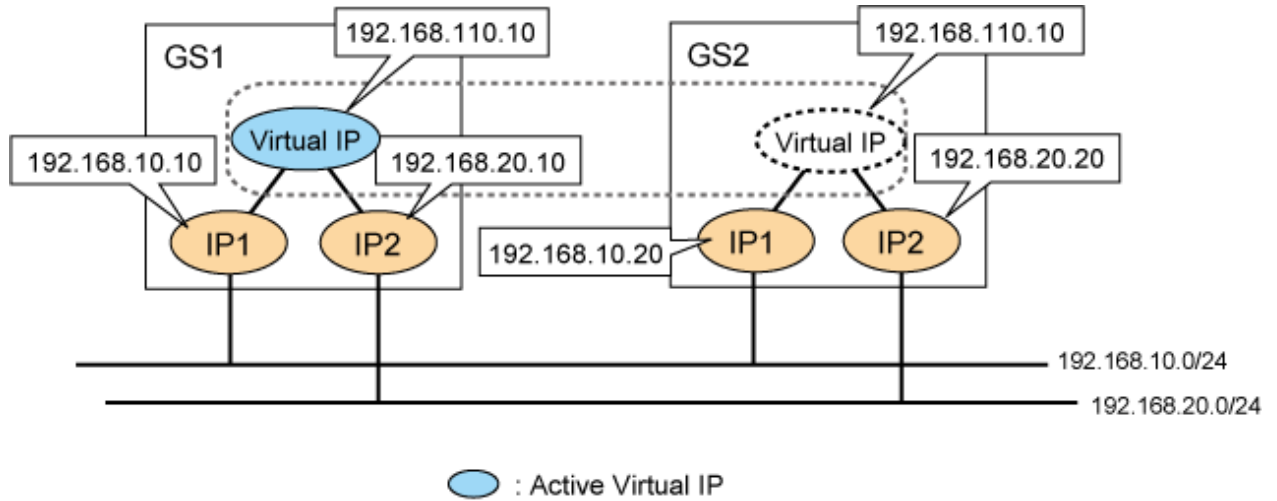 192.168.110.10
192.168.110.10
GS1
GS2
Virtual IP
Virtual IP
192.168.10.10
192.168.20.10
192.168.20.20
IP1
IP2
192.168.10.20
IP1
IP2
192.168.10.0/24
192.168.20.0/24
: Active Virtual IP